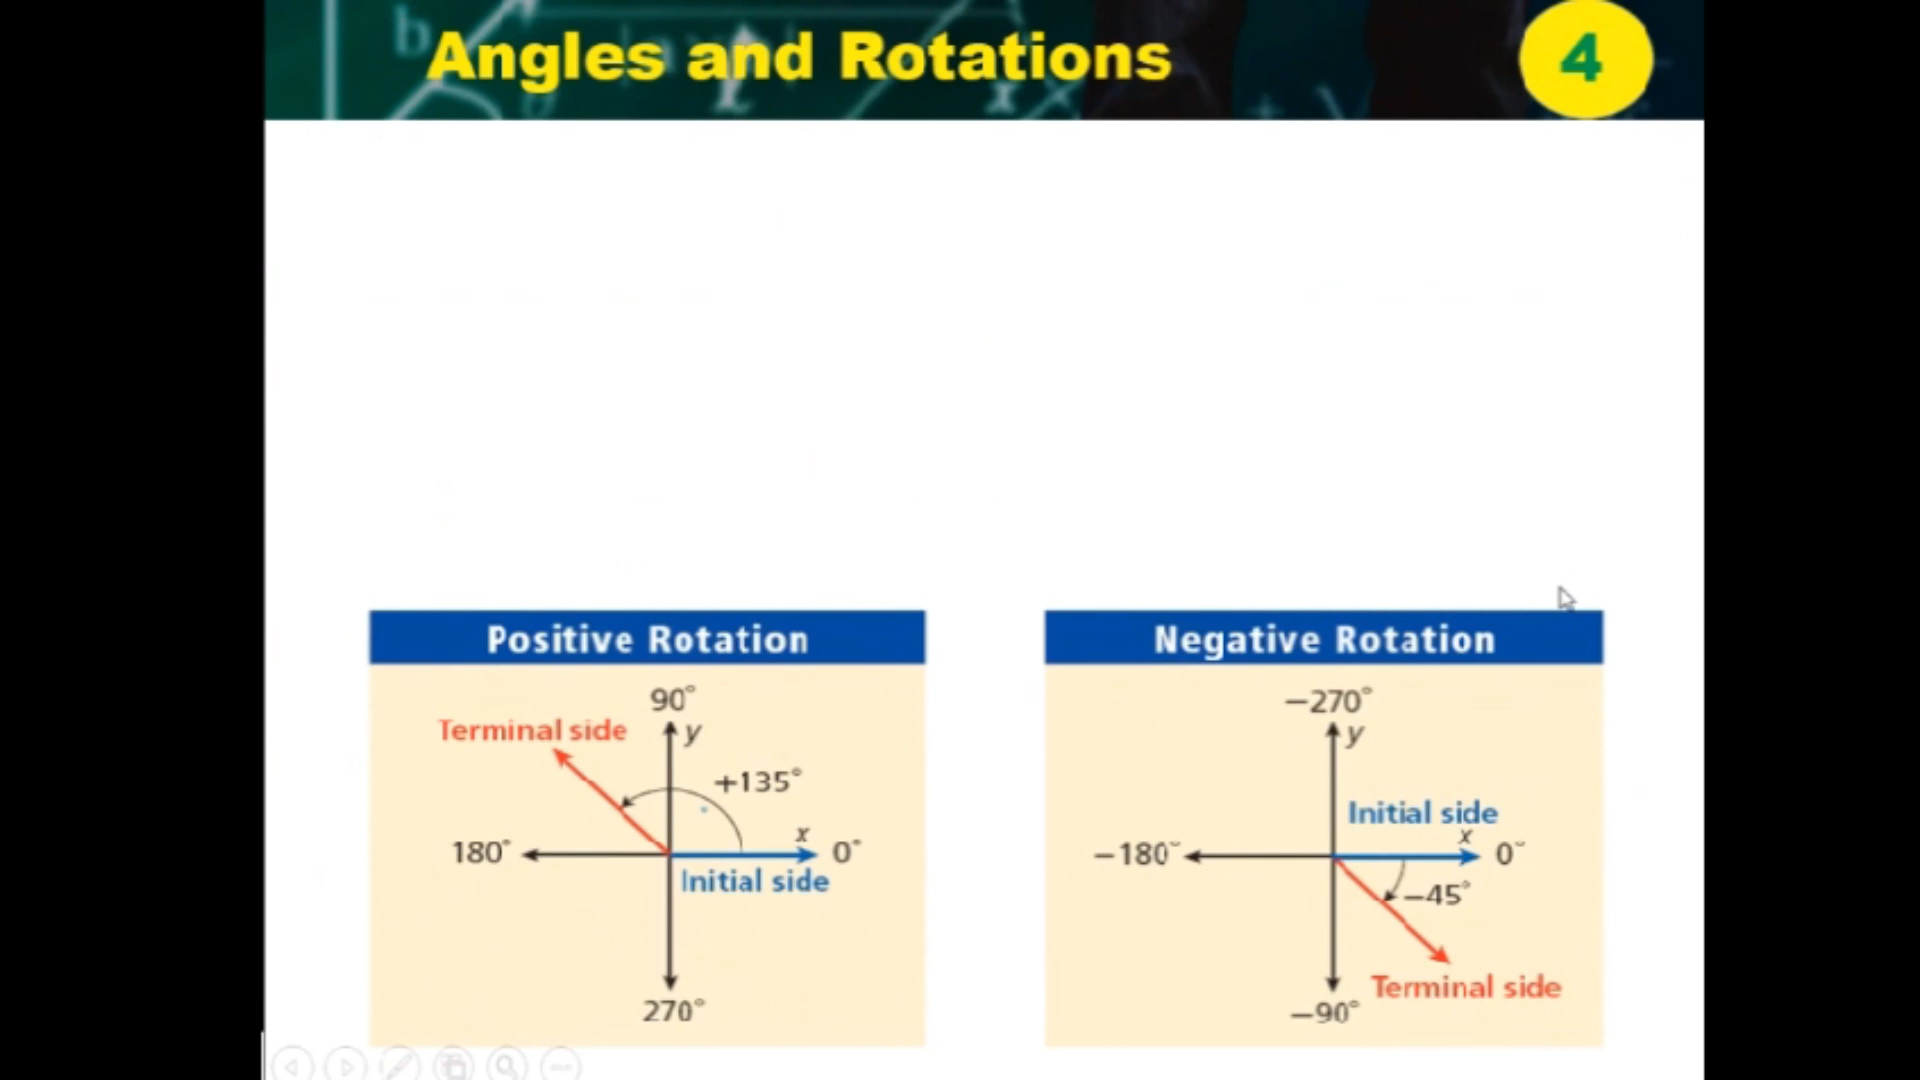 Angles and Rotations
4
Positive Rotation
90°
Terminal side
y
+135°
x
180°
0°
Initial side
270°
Negative Rotation
−270°
y
Initial side
x
−180°
0°
−45°
Terminal side
−90°